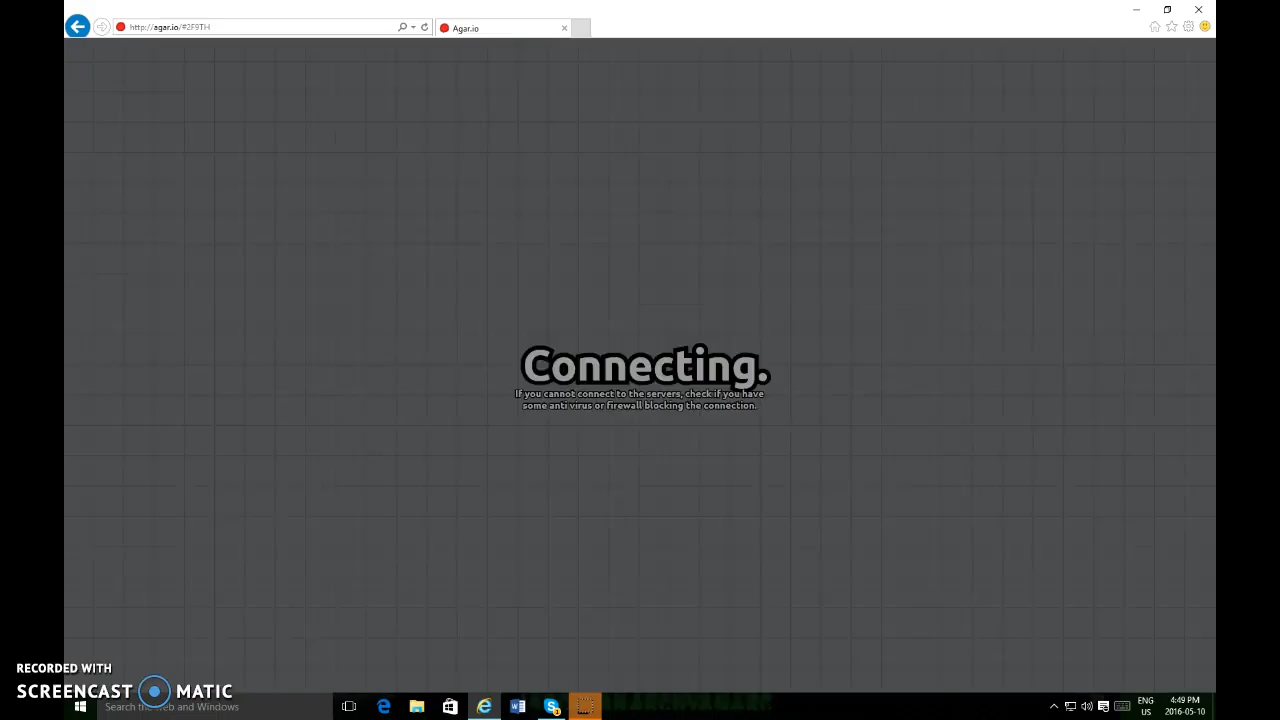 http://agar.io/#2F9TH
Agar.io
Connecting.
If you cannot connect to the servers, check if you have
some anti virus or firewall blocking the connection.
RECORDED WITH
SCREENCAST MATIC
Search the web and Windows
ENG
US
4:49 PM
2016-05-10